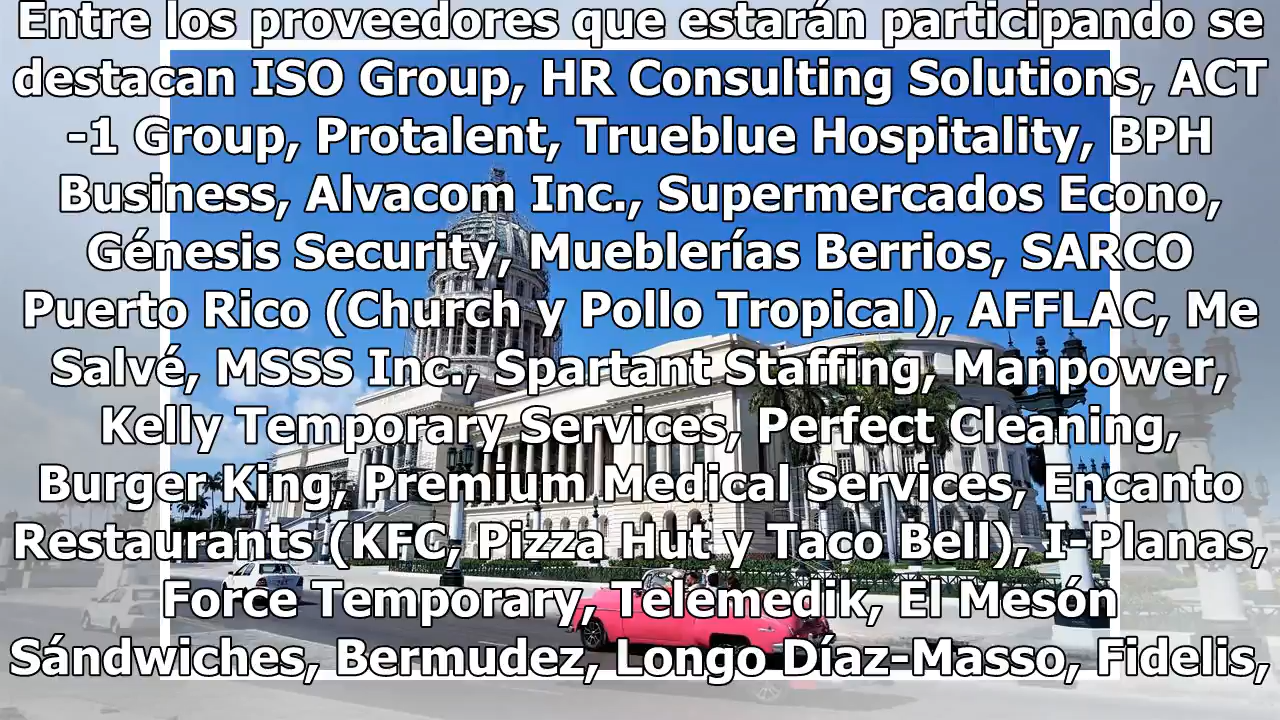 Entre los proveedores que estarán participando se
destacan ISO Group, HR Consulting Solutions, ACT
-1 Group, Protalent, Trueblue Hospitality, BPH
Business, Alvacom Inc., Supermercados Econo,
Génesis Security, Mueblerías Berrios, SARCO
Puerto Rico (Church y Pollo Tropical), AFFLAC, Me
Salvé, MSSS Inc., Spartant Staffing, Manpower,
Kelly Temporary Services, Perfect Cleaning,
Burger King, Premium Medical Services, Encanto
Restaurants (KFC, Pizza Hut y Taco Bell), I-Planas,
Force Temporary, Telemedik, El Mesón
Sándwiches, Bermudez, Longo Díaz-Masso, Fidelis,